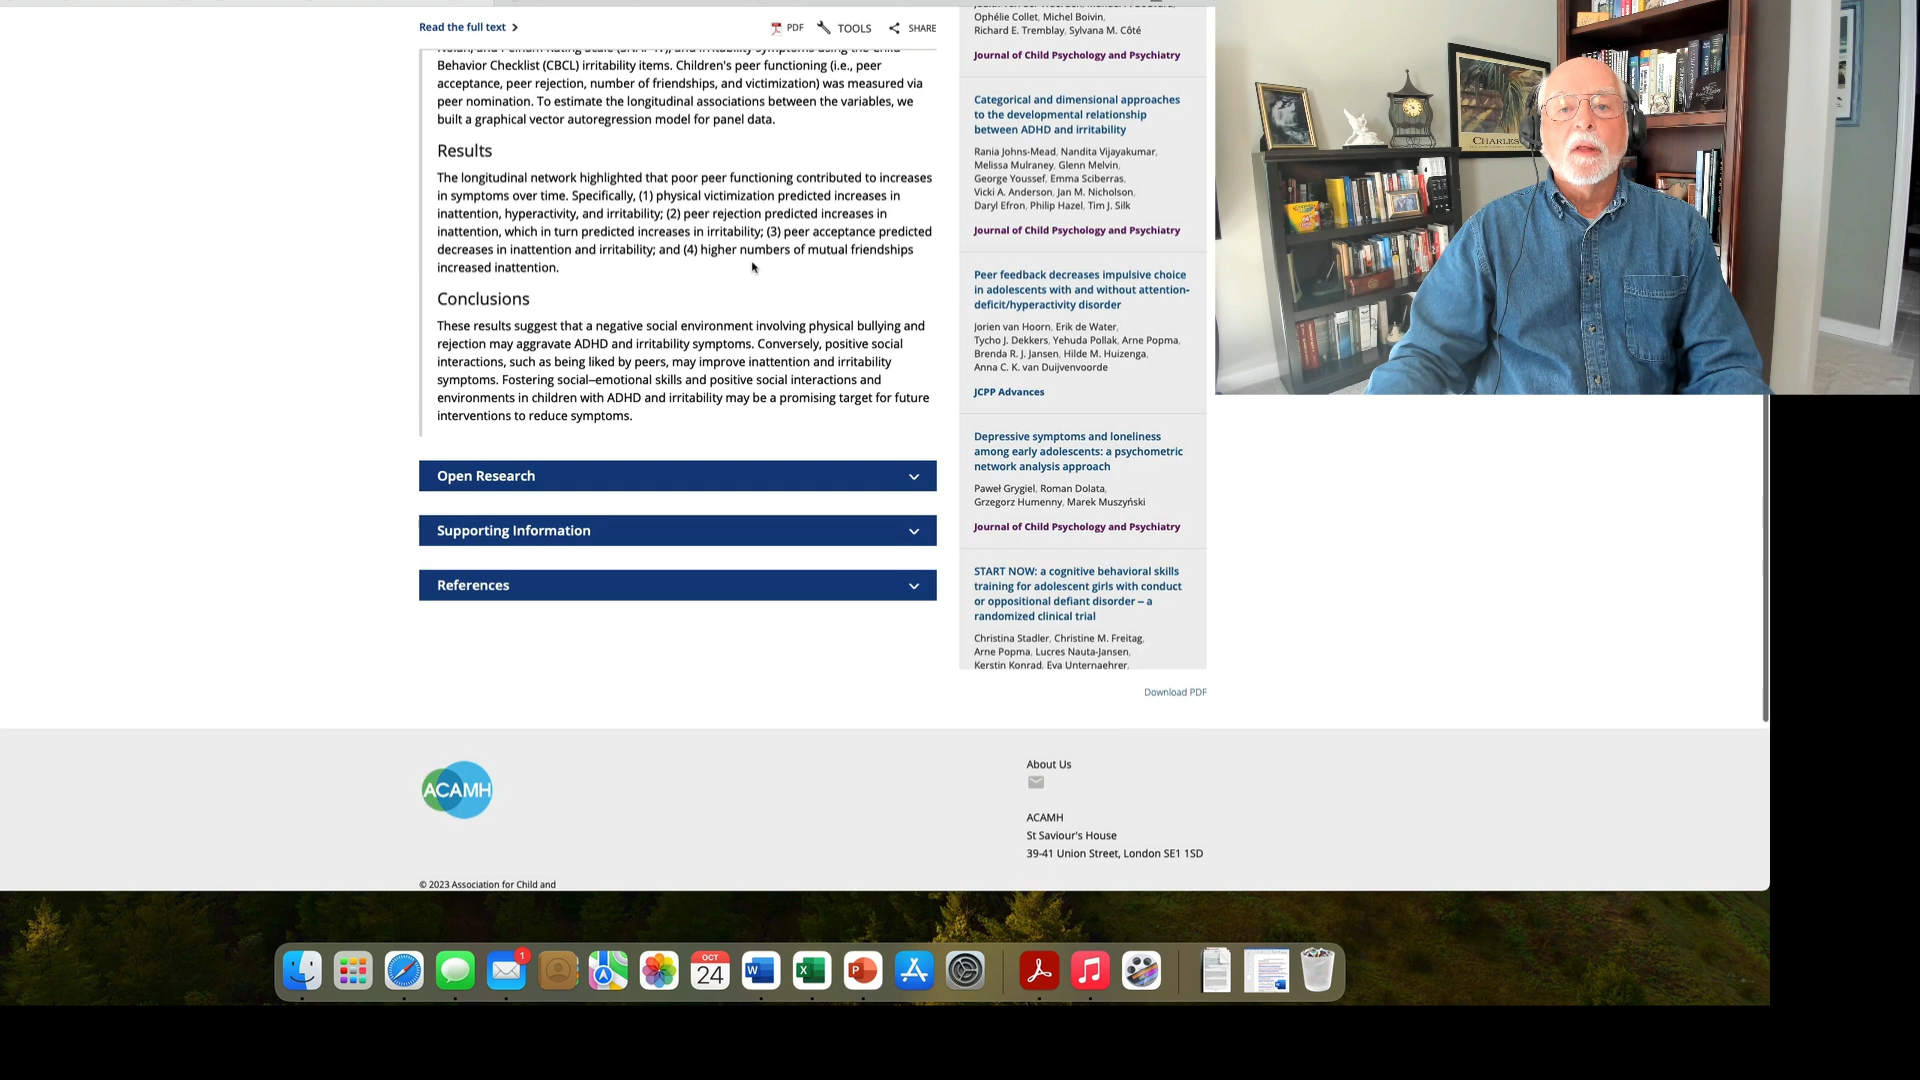 Read the full text
PDF
TOOLS
SHARE
Behavior Checklist (CBCL) irritability items. Children's peer functioning (i.e., peer
acceptance, peer rejection, number of friendships, and victimization) was measured via
peer nomination. To estimate the longitudinal associations between the variables, we
built a graphical vector autoregression model for panel data.
Results
The longitudinal network highlighted that poor peer functioning contributed to increases
in symptoms over time. Specifically, (1) physical victimization predicted increases in
inattention, hyperactivity, and irritability; (2) peer rejection predicted increases in
inattention, which in turn predicted increases in irritability; (3) peer acceptance predicted
decreases in inattention and irritability; and (4) higher numbers of mutual friendships
increased inattention.
Conclusions
These results suggest that a negative social environment involving physical bullying and
rejection may aggravate ADHD and irritability symptoms. Conversely, positive social
interactions, such as being liked by peers, may improve inattention and irritability
symptoms. Fostering social–emotional skills and positive social interactions and
environments in children with ADHD and irritability may be a promising target for future
interventions to reduce symptoms.
Open Research
Supporting Information
References
Ophélie Collet, Michel Boivin,
Richard E. Tremblay, Sylvana M. Côté
Journal of Child Psychology and Psychiatry
Categorical and dimensional approaches
to the developmental relationship
between ADHD and irritability
Rania Johns-Mead, Nandita Vijayakumar,
Melissa Mulraney, Glenn Melvin,
George Youssef, Emma Sciberras,
Vicki A. Anderson, Jan M. Nicholson,
Daryl Efron, Philip Hazel, Tim J. Silk
Journal of Child Psychology and Psychiatry
Peer feedback decreases impulsive choice
in adolescents with and without attention-
deficit/hyperactivity disorder
Jorien van Hoorn, Erik de Water,
Tycho J. Dekkers, Yehuda Pollak, Arne Popma,
Brenda R. J. Jansen, Hilde M. Huizenga,
Anna C. K. van Duijvenvoorde
JCPP Advances
Depressive symptoms and loneliness
among early adolescents: a psychometric
network analysis approach
Paweł Grygiel, Roman Dolata,
Grzegorz Humenny, Marek Muszyński
Journal of Child Psychology and Psychiatry
START NOW: a cognitive behavioral skills
training for adolescent girls with conduct
or oppositional defiant disorder – a
randomized clinical trial
Christina Stadler, Christine M. Freitag,
Arne Popma, Lucres Nauta-Jansen,
Kerstin Konrad, Eva Unternaehrer,
Download PDF
CHARLES
ACAMH
About Us
ACAMH
St Saviour's House
39-41 Union Street, London SE1 1SD
© 2023 Association for Child and
1
OCT
24
W
X
P